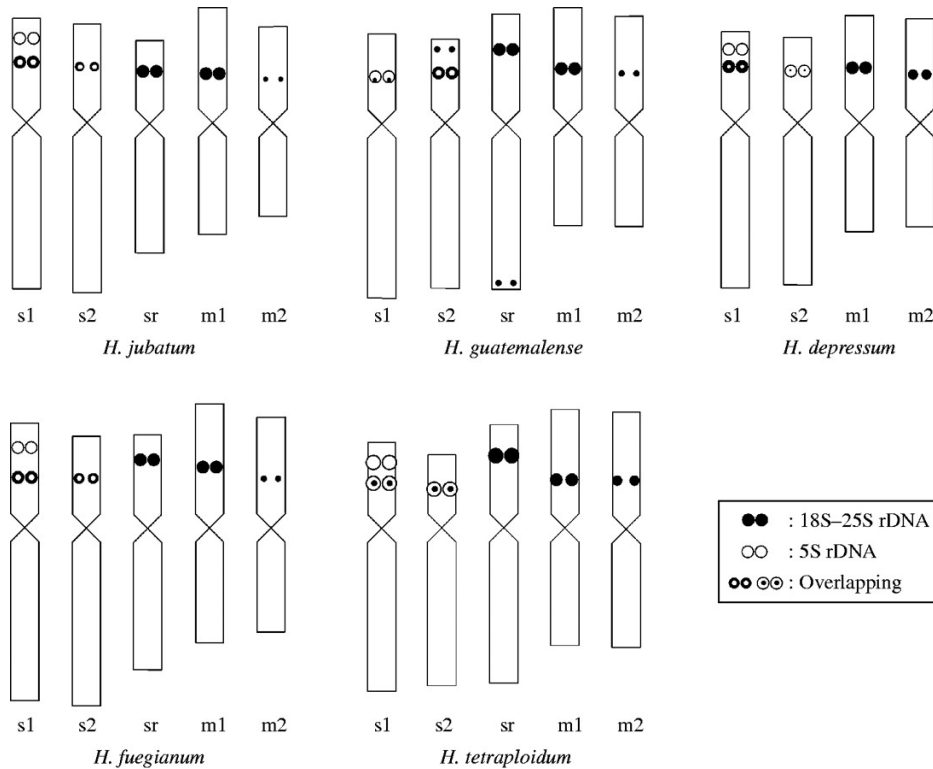 s1 s2 sr m1 m2
H. jubatum
s1 s2 sr m1 m2
H. guatemalense
s1 s2 m1 m2
H. depressum
s1 s2 sr m1 m2
H. fuegianum
s1 s2 sr m1 m2
H. tetraploidum
: 18S–25S rDNA
: 5S rDNA
: Overlapping